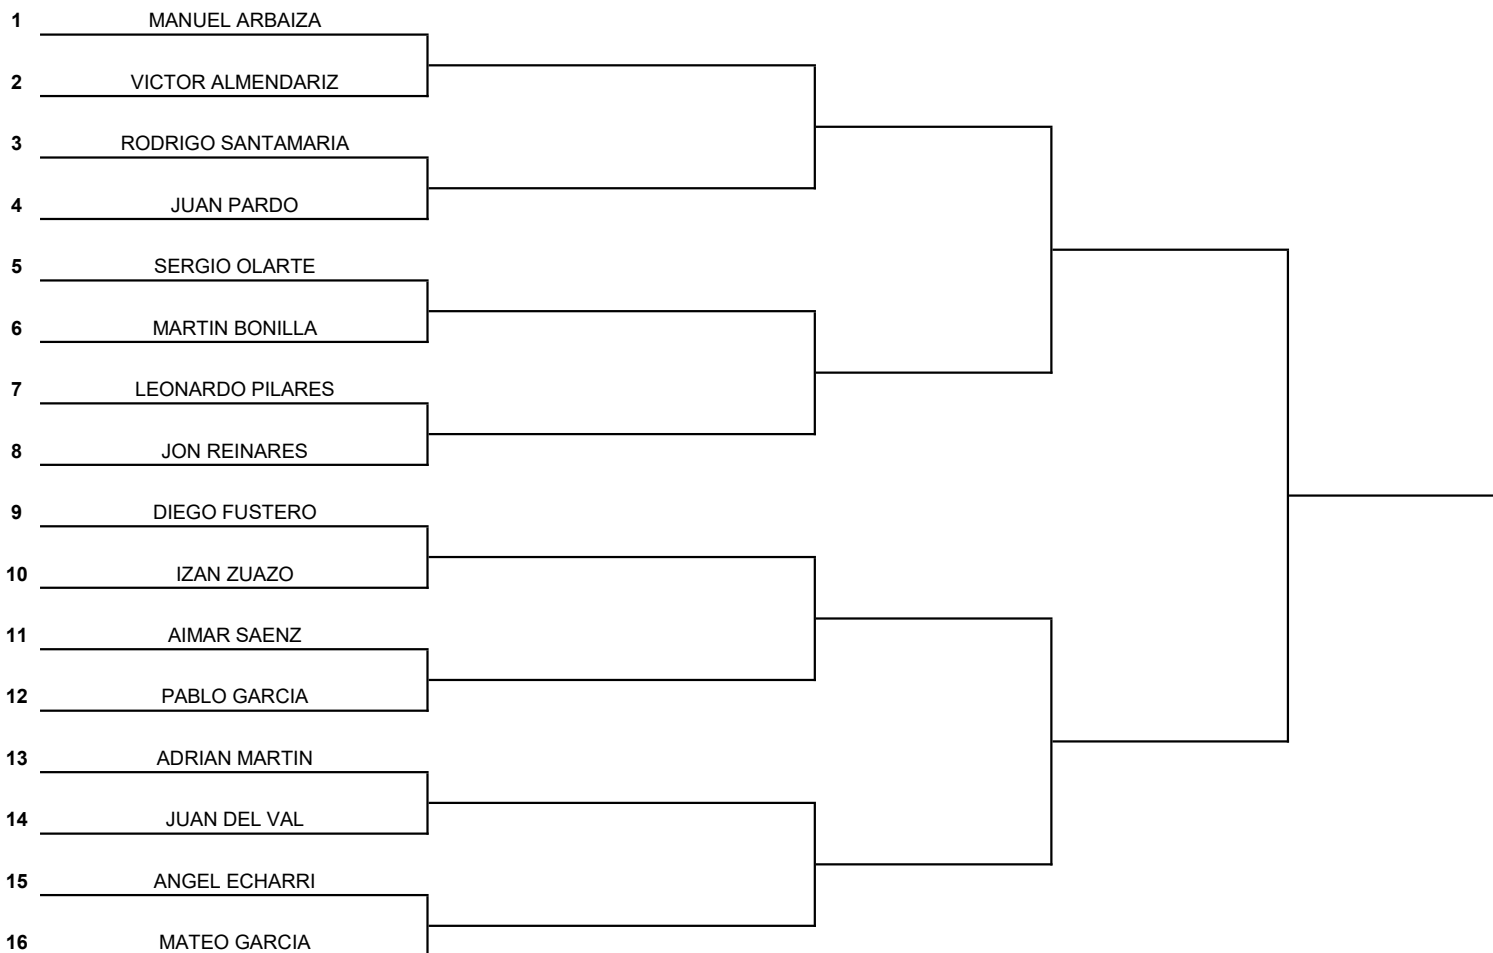 1 MANUEL ARBAIZA
2 VICTOR ALMENDARIZ
3 RODRIGO SANTAMARIA
4 JUAN PARDO
5 SERGIO OLARTE
6 MARTIN BONILLA
7 LEONARDO PILARES
8 JON REINARES
9 DIEGO FUSTERO
10 IZAN ZUAZO
11 AIMAR SAENZ
12 PABLO GARCIA
13 ADRIAN MARTIN
14 JUAN DEL VAL
15 ANGEL ECHARRI
16 MATEO GARCIA